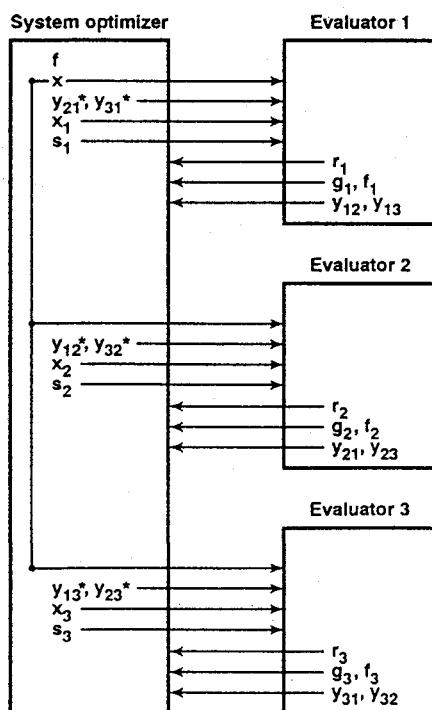 System optimizer Evaluator 1
f
x
y21*, y31*
x1
s1
r1
g1, f1
y12, y13
Evaluator 2
y12*, y32*
x2
s2
r2
g2, f2
y21, y23
Evaluator 3
y13*, y23*
x3
s3
r3
g3, f3
y31, y32